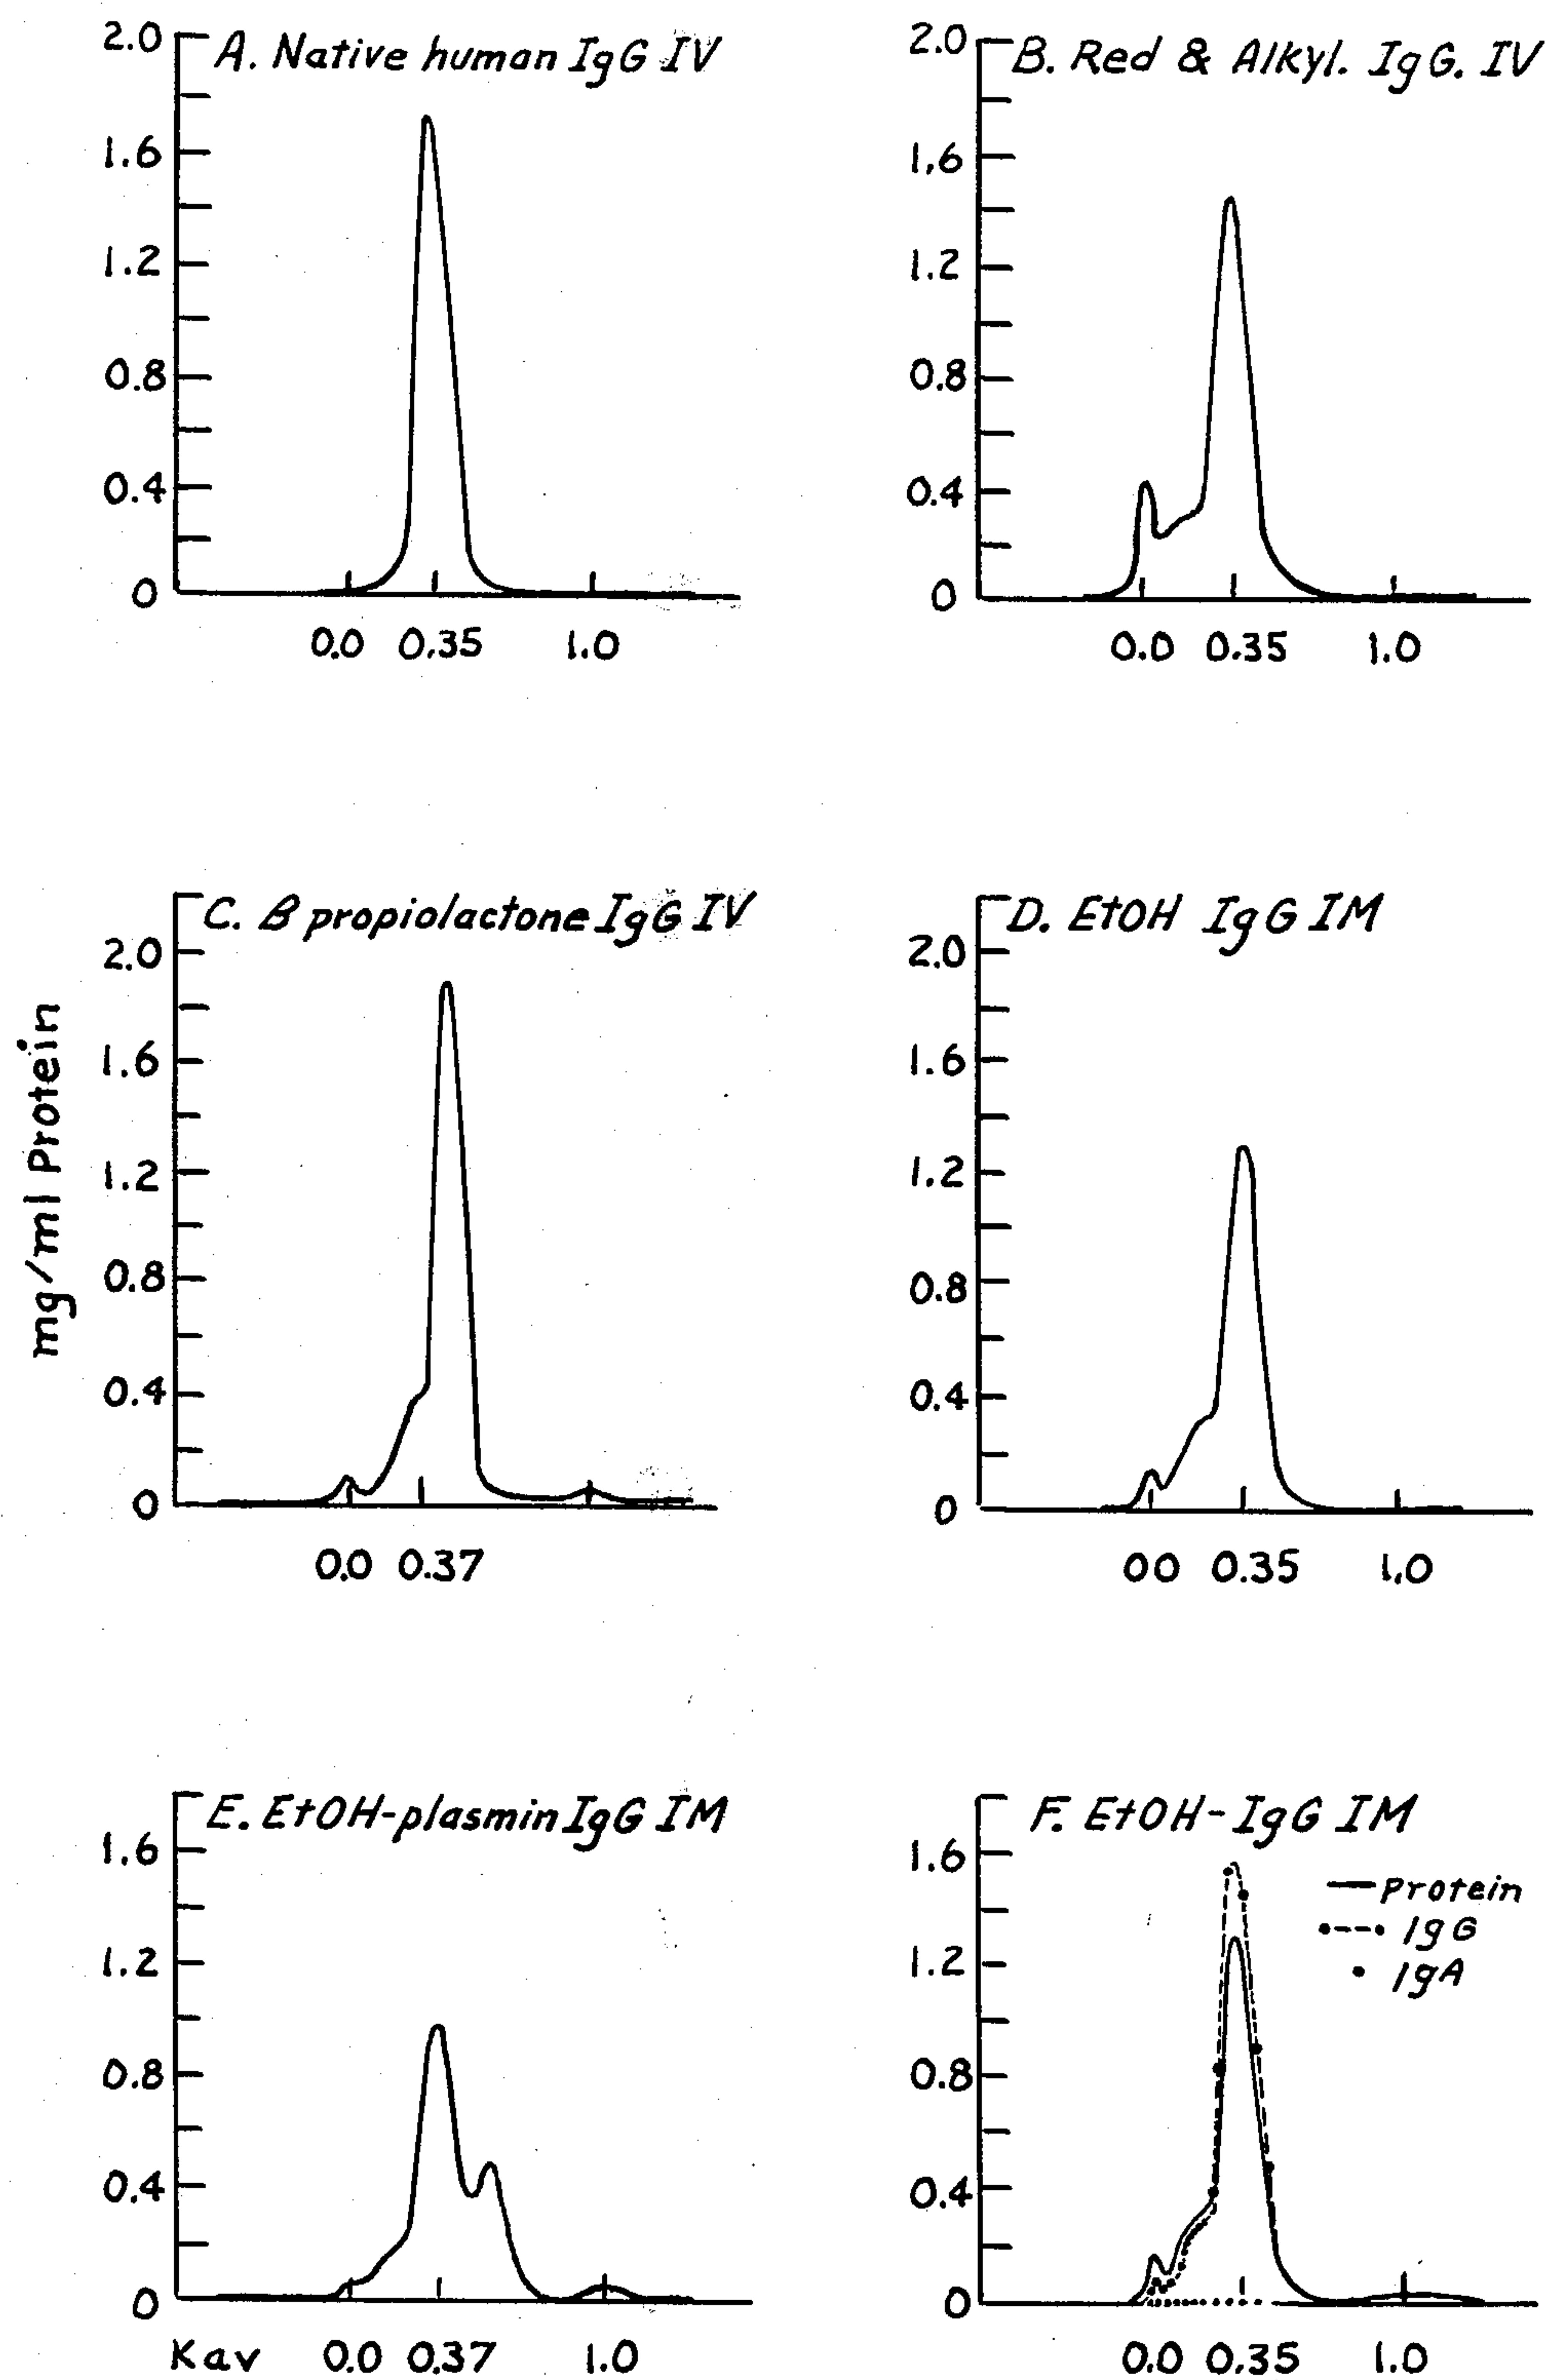 A. Native human IgG IV
2.0
1.6
1.2
0.8
0.4
0
0.0 0.35 1.0
B. Red & Alkyl. IgG. IV
2.0
1.6
1.2
0.8
0.4
0
0.0 0.35 1.0
mg/ml Protein
C. B propiolactone IgG IV
2.0
1.6
1.2
0.8
0.4
0
0.0 0.37
D. EtOH IgG IM
2.0
1.6
1.2
0.8
0.4
0
00 0.35 1.0
E. EtOH-plasmin IgG IM
1.6
1.2
0.8
0.4
0
Kav 0.0 0.37 1.0
F. EtOH-IgG IM
1.6
1.2
0.8
0.4
0
Protein
IgG
IgA
0.0 0.35 1.0